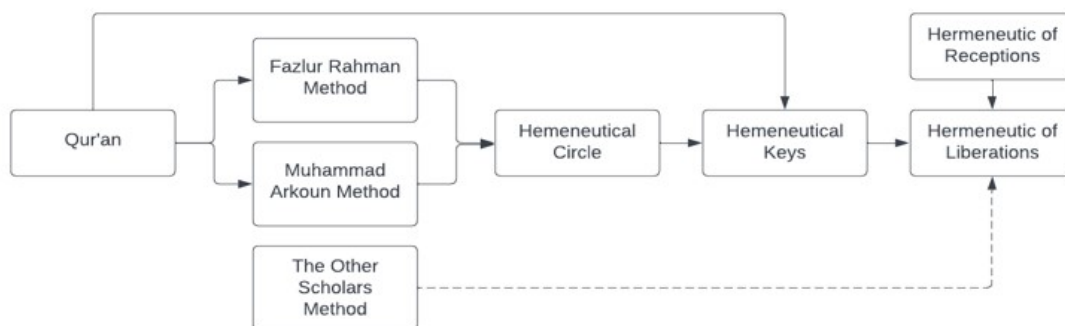 Qur'an
Fazlur Rahman
Method
Muhammad
Arkoun Method
The Other
Scholars
Method
Hemeneutical
Circle
Hemeneutical
Keys
Hermeneutic of
Receptions
Hermeneutic of
Liberations